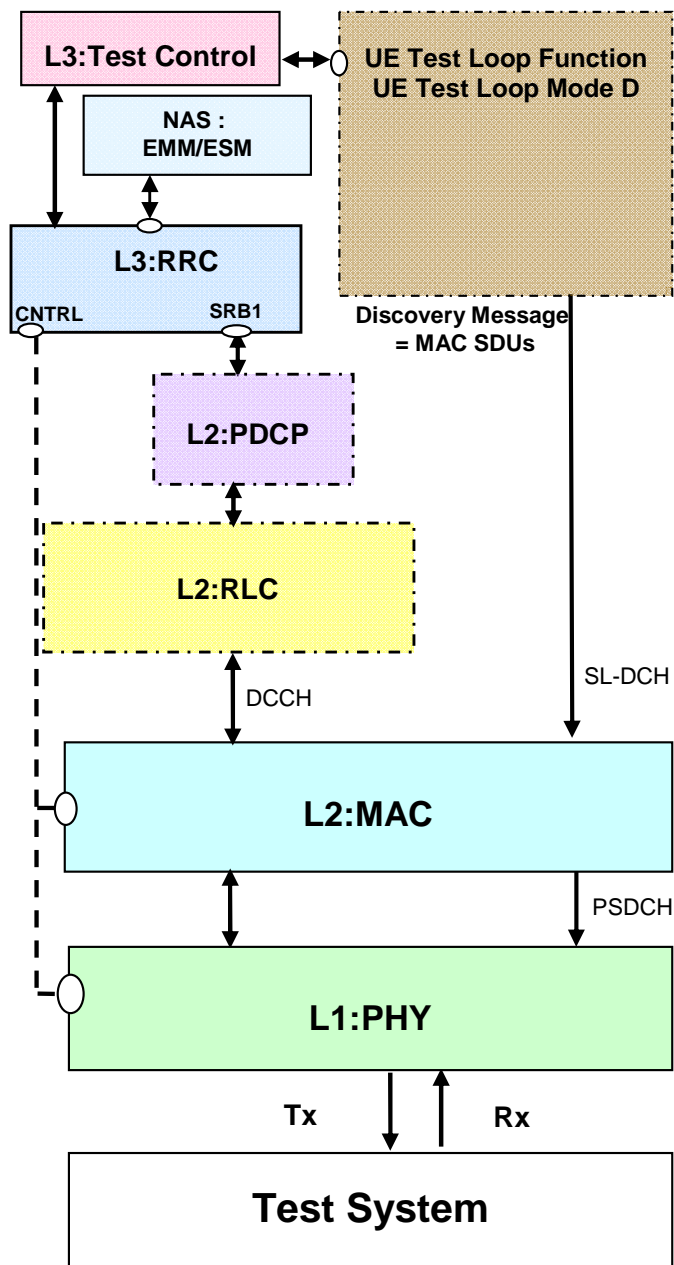 L3:Test Control
UE Test Loop Function
UE Test Loop Mode D
NAS :
EMM/ESM
L3:RRC
CNTRL
SRB1
Discovery Message
= MAC SDUs
L2:PDCP
L2:RLC
DCCH
SL-DCH
L2:MAC
PSDCH
L1:PHY
Tx
Rx
Test System